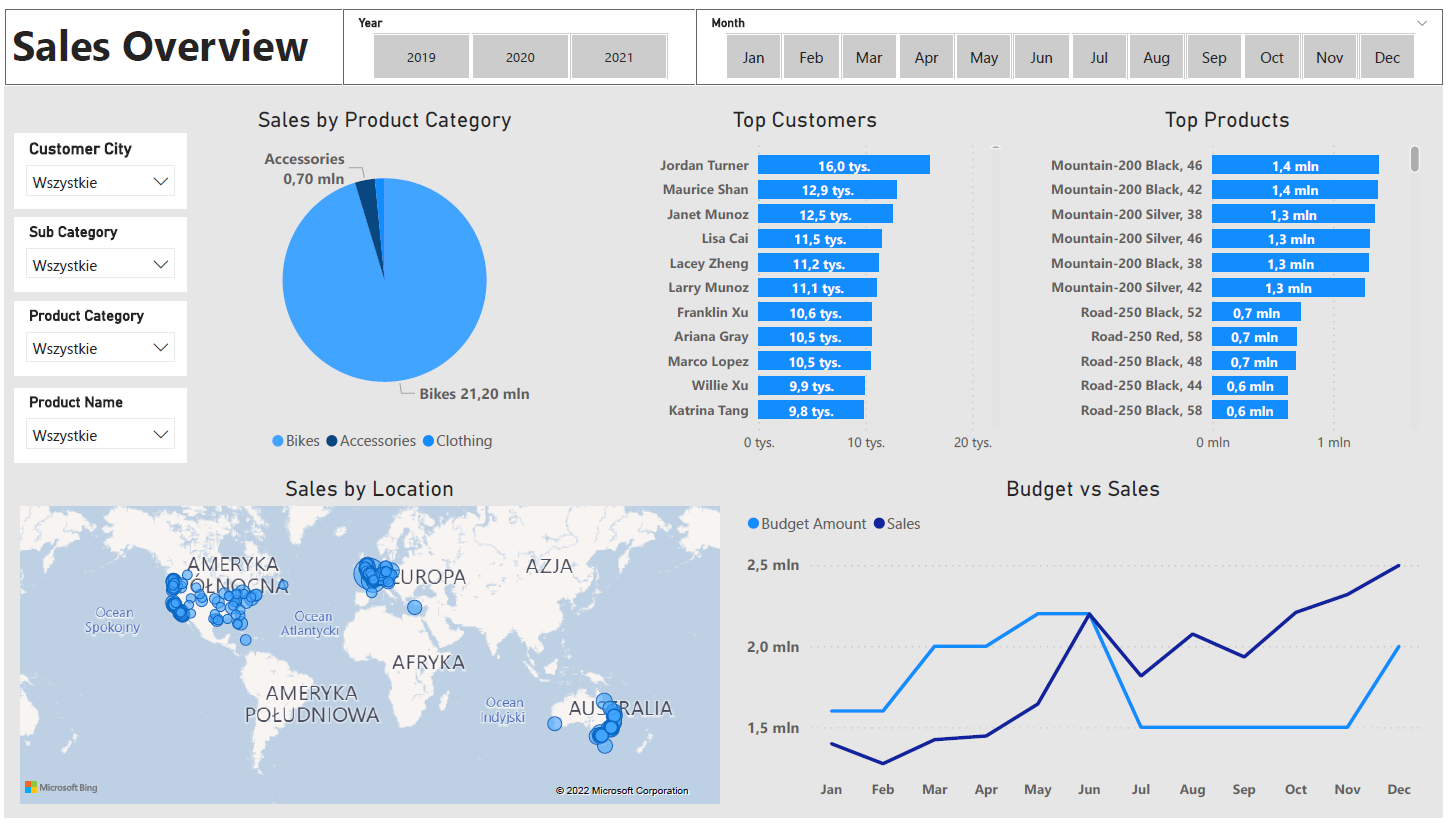 Sales Overview
Year
2019 2020 2021
Month
Jan Feb Mar Apr May Jun Jul Aug Sep Oct Nov Dec
Customer City
Wszystkie
Sub Category
Wszystkie
Product Category
Wszystkie
Product Name
Wszystkie
Sales by Product Category
Accessories
0,70 mln
Bikes 21,20 mln
Bikes Accessories Clothing
Top Customers
Jordan Turner 16,0 tys.
Maurice Shan 12,9 tys.
Janet Munoz 12,5 tys.
Lisa Cai 11,5 tys.
Lacey Zheng 11,2 tys.
Larry Munoz 11,1 tys.
Franklin Xu 10,6 tys.
Ariana Gray 10,5 tys.
Marco Lopez 10,5 tys.
Willie Xu 9,9 tys.
Katrina Tang 9,8 tys.
0 tys. 10 tys. 20 tys.
Top Products
Mountain-200 Black, 46 1,4 mln
Mountain-200 Black, 42 1,4 mln
Mountain-200 Silver, 38 1,3 mln
Mountain-200 Silver, 46 1,3 mln
Mountain-200 Black, 38 1,3 mln
Mountain-200 Silver, 42 1,3 mln
Road-250 Black, 52 0,7 mln
Road-250 Red, 58 0,7 mln
Road-250 Black, 48 0,7 mln
Road-250 Black, 44 0,6 mln
Road-250 Black, 58 0,6 mln
0 mln 1 mln
Sales by Location
AMERYKA
PÓŁNOCNA
EUROPA
AZJA
Ocean
Spokojny
Ocean
Atlantycki
AFRYKA
AMERYKA
POŁUDNIOWA
Ocean
Indyjski
AUSTRALIA
Microsoft Bing
© 2022 Microsoft Corporation
Budget vs Sales
Budget Amount Sales
2,5 mln
2,0 mln
1,5 mln
Jan Feb Mar Apr May Jun Jul Aug Sep Oct Nov Dec